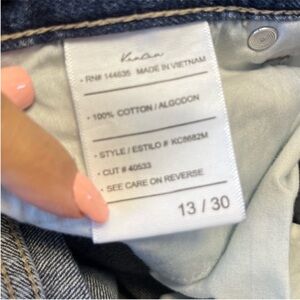 KanCan
- RN# 144635 MADE IN VIETNAM
- 100% COTTON / ALGODON
- STYLE / ESTILO # KC8682M
- CUT # 40533
- SEE CARE ON REVERSE
13 / 30